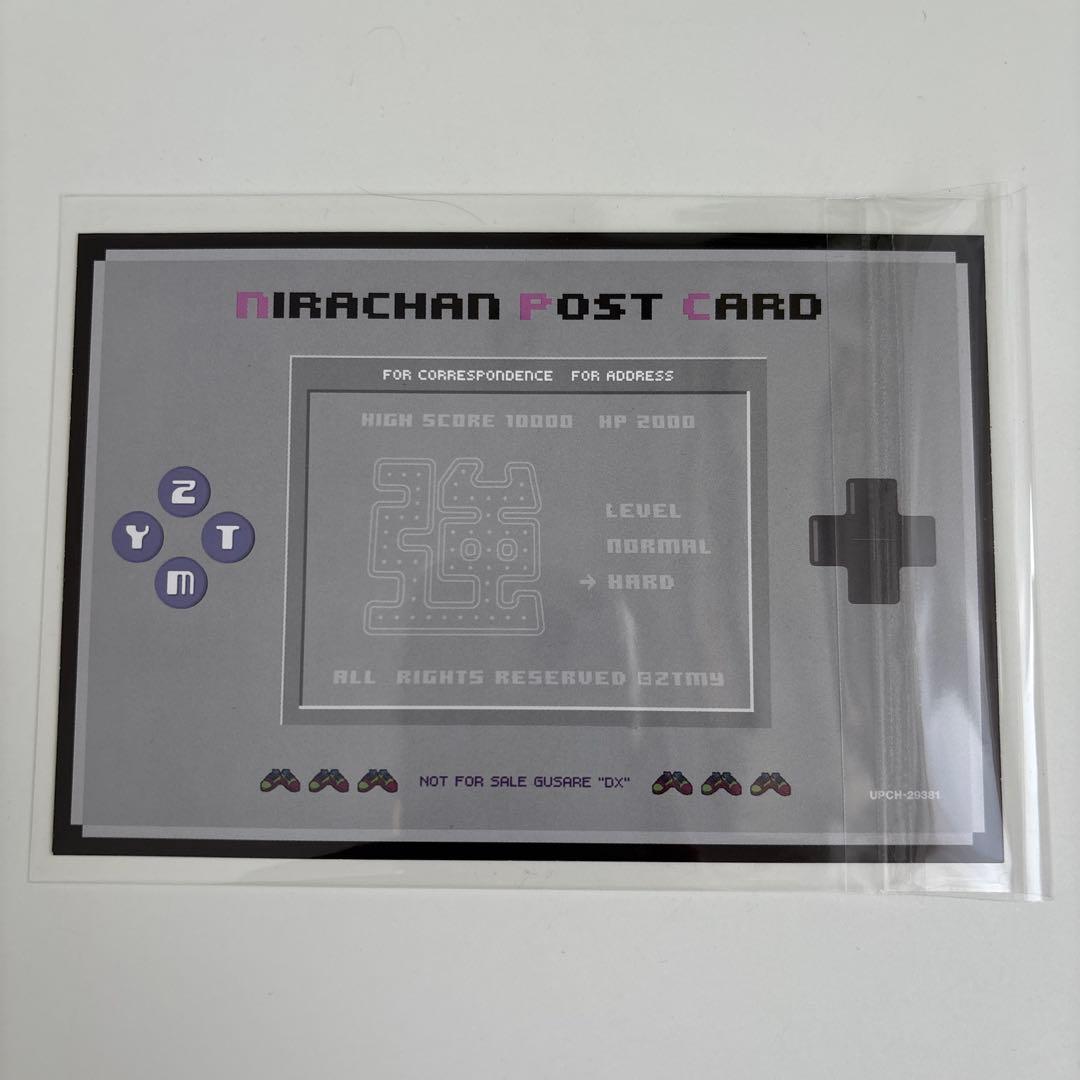 NIRACHAN POST CARD
FOR CORRESPONDENCE FOR ADDRESS
HIGH SCORE 10000 HP 2000
LEVEL
NORMAL
→ HARD
Z
Y T
M
ALL RIGHTS RESERVED ©ZTMY
NOT FOR SALE GUSARE "DX"
UPCH-29381